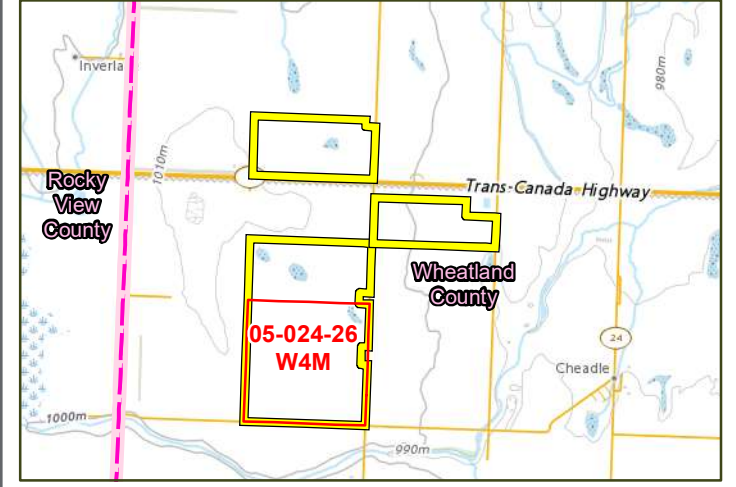 Inverla
980m
1010m
Rocky
View
County
Trans-Canada Highway
Wheatland
County
05-024-26
W4M
24
Cheadle
1000m
990m